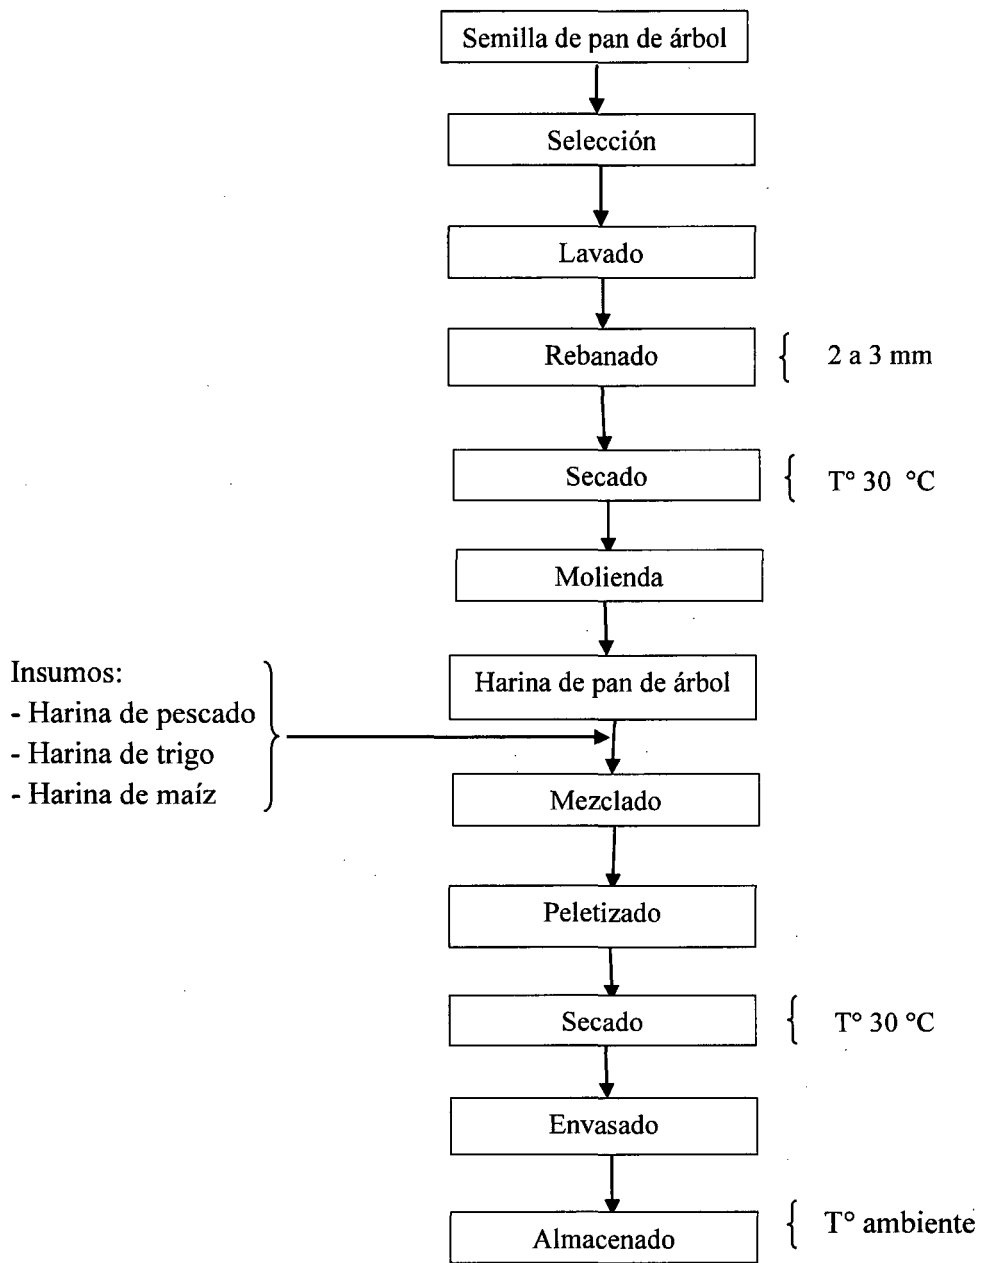 Semilla de pan de árbol
Selección
Lavado
Rebanado
2 a 3 mm
Secado
T° 30 °C
Molienda
Harina de pan de árbol
Insumos:
- Harina de pescado
- Harina de trigo
- Harina de maíz
Mezclado
Peletizado
Secado
T° 30 °C
Envasado
Almacenado
T° ambiente